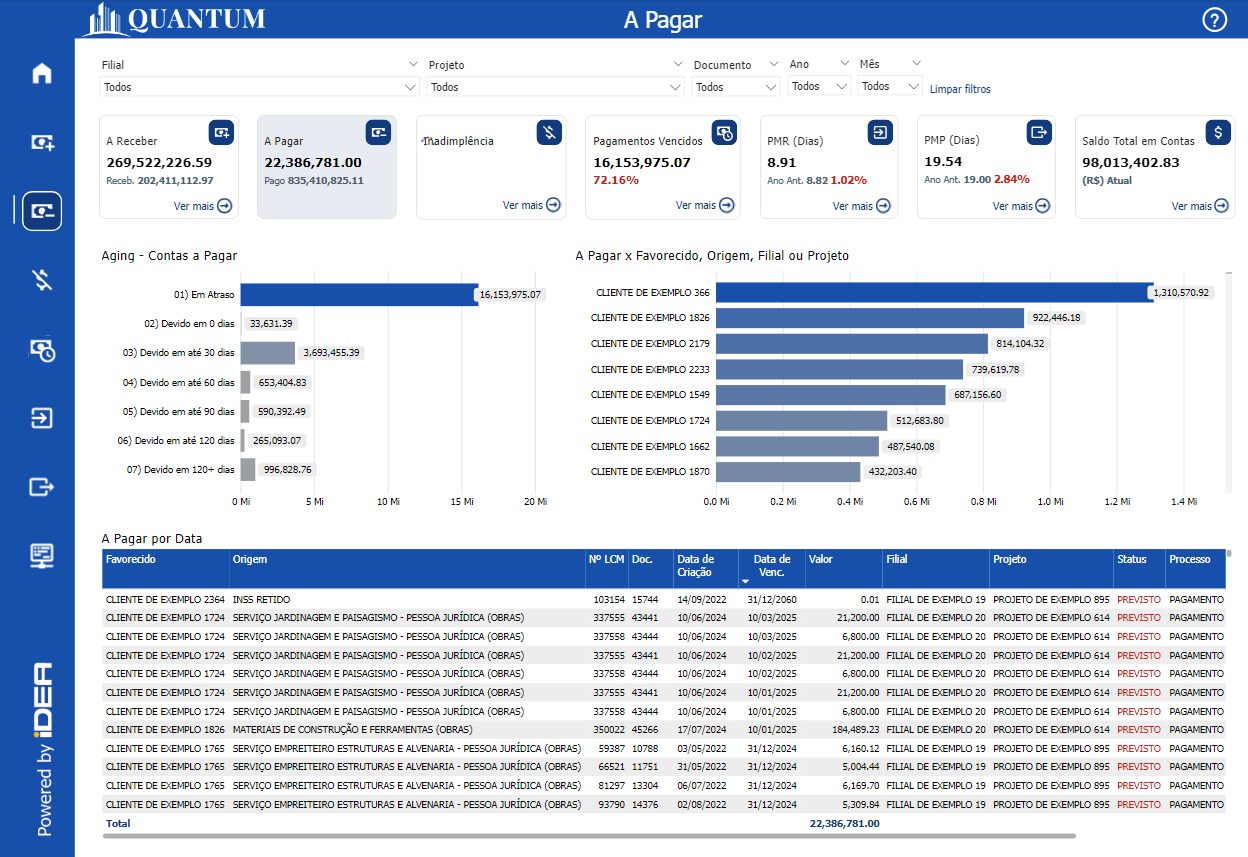 QUANTUM
A Pagar
?
Filial
Projeto
Documento
Ano
Mês
Todos
Todos
Todos
Todos
Todos
Limpar filtros
A Receber
269,522,226.59
Receb. 202,411,112.97
Ver mais
A Pagar
22,386,781.00
Pago 835,410,825.11
Inadimplência
Ver mais
Pagamentos Vencidos
16,153,975.07
72.16%
Ver mais
PMR (Dias)
8.91
Ano Ant. 8.82 1.02%
Ver mais
PMP (Dias)
19.54
Ano Ant. 19.00 2.84%
Ver mais
Saldo Total em Contas
$
98,013,402.83
(R$) Atual
Ver mais
Aging - Contas a Pagar
01) Em Atraso 16,153,975.07
02) Devido em 0 dias 33,631.39
03) Devido em até 30 dias 3,693,455.39
04) Devido em até 60 dias 653,404.83
05) Devido em até 90 dias 590,392.49
06) Devido em até 120 dias 265,093.07
07) Devido em 120+ dias 996,828.76
0 Mi 5 Mi 10 Mi 15 Mi 20 Mi
A Pagar x Favorecido, Origem, Filial ou Projeto
CLIENTE DE EXEMPLO 366 1,310,570.92
CLIENTE DE EXEMPLO 1826 922,446.18
CLIENTE DE EXEMPLO 2179 814,104.32
CLIENTE DE EXEMPLO 2233 739,619.78
CLIENTE DE EXEMPLO 1549 687,156.60
CLIENTE DE EXEMPLO 1724 512,683.80
CLIENTE DE EXEMPLO 1662 487,540.08
CLIENTE DE EXEMPLO 1870 432,203.40
0.0 Mi 0.2 Mi 0.4 Mi 0.6 Mi 0.8 Mi 1.0 Mi 1.2 Mi 1.4 Mi
A Pagar por Data
Favorecido Origem Nº LCM Doc. Data de Criação Data de Venc. Valor Filial Projeto Status Processo
CLIENTE DE EXEMPLO 2364 INSS RETIDO 103154 15744 14/09/2022 31/12/2060 0.01 FILIAL DE EXEMPLO 19 PROJETO DE EXEMPLO 895 PREVISTO PAGAMENTO
CLIENTE DE EXEMPLO 1724 SERVIÇO JARDINAGEM E PAISAGISMO - PESSOA JURÍDICA (OBRAS) 337555 43441 10/06/2024 10/03/2025 21,200.00 FILIAL DE EXEMPLO 20 PROJETO DE EXEMPLO 614 PREVISTO PAGAMENTO
CLIENTE DE EXEMPLO 1724 SERVIÇO JARDINAGEM E PAISAGISMO - PESSOA JURÍDICA (OBRAS) 337558 43444 10/06/2024 10/03/2025 6,800.00 FILIAL DE EXEMPLO 20 PROJETO DE EXEMPLO 614 PREVISTO PAGAMENTO
CLIENTE DE EXEMPLO 1724 SERVIÇO JARDINAGEM E PAISAGISMO - PESSOA JURÍDICA (OBRAS) 337555 43441 10/06/2024 10/02/2025 21,200.00 FILIAL DE EXEMPLO 20 PROJETO DE EXEMPLO 614 PREVISTO PAGAMENTO
CLIENTE DE EXEMPLO 1724 SERVIÇO JARDINAGEM E PAISAGISMO - PESSOA JURÍDICA (OBRAS) 337558 43444 10/06/2024 10/02/2025 6,800.00 FILIAL DE EXEMPLO 20 PROJETO DE EXEMPLO 614 PREVISTO PAGAMENTO
CLIENTE DE EXEMPLO 1724 SERVIÇO JARDINAGEM E PAISAGISMO - PESSOA JURÍDICA (OBRAS) 337555 43441 10/06/2024 10/01/2025 21,200.00 FILIAL DE EXEMPLO 20 PROJETO DE EXEMPLO 614 PREVISTO PAGAMENTO
CLIENTE DE EXEMPLO 1724 SERVIÇO JARDINAGEM E PAISAGISMO - PESSOA JURÍDICA (OBRAS) 337558 43444 10/06/2024 10/01/2025 6,800.00 FILIAL DE EXEMPLO 20 PROJETO DE EXEMPLO 614 PREVISTO PAGAMENTO
CLIENTE DE EXEMPLO 1826 MATERIAIS DE CONSTRUÇÃO E FERRAMENTAS (OBRAS) 350022 45266 17/07/2024 10/01/2025 184,489.23 FILIAL DE EXEMPLO 20 PROJETO DE EXEMPLO 614 PREVISTO PAGAMENTO
CLIENTE DE EXEMPLO 1765 SERVIÇO EMPREITEIRO ESTRUTURAS E ALVENARIA - PESSOA JURÍDICA (OBRAS) 59387 10788 03/05/2022 31/12/2024 6,160.12 FILIAL DE EXEMPLO 19 PROJETO DE EXEMPLO 895 PREVISTO PAGAMENTO
CLIENTE DE EXEMPLO 1765 SERVIÇO EMPREITEIRO ESTRUTURAS E ALVENARIA - PESSOA JURÍDICA (OBRAS) 66521 11751 31/05/2022 31/12/2024 5,004.44 FILIAL DE EXEMPLO 19 PROJETO DE EXEMPLO 895 PREVISTO PAGAMENTO
CLIENTE DE EXEMPLO 1765 SERVIÇO EMPREITEIRO ESTRUTURAS E ALVENARIA - PESSOA JURÍDICA (OBRAS) 81297 13304 06/07/2022 31/12/2024 6,169.70 FILIAL DE EXEMPLO 19 PROJETO DE EXEMPLO 895 PREVISTO PAGAMENTO
CLIENTE DE EXEMPLO 1765 SERVIÇO EMPREITEIRO ESTRUTURAS E ALVENARIA - PESSOA JURÍDICA (OBRAS) 93790 14376 02/08/2022 31/12/2024 5,309.84 FILIAL DE EXEMPLO 19 PROJETO DE EXEMPLO 895 PREVISTO PAGAMENTO
Total 22,386,781.00
Powered by iDEA